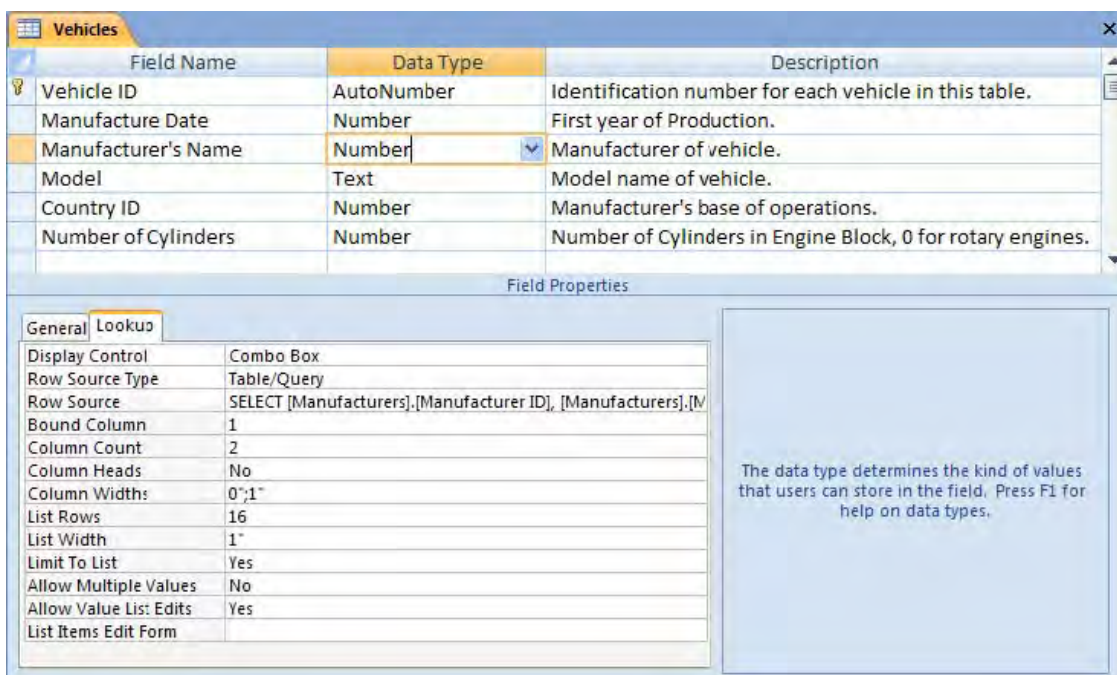 Vehicles
Field Name Data Type Description
Vehicle ID AutoNumber Identification number for each vehicle in this table.
Manufacture Date Number First year of Production.
Manufacturer's Name Number Manufacturer of vehicle.
Model Text Model name of vehicle.
Country ID Number Manufacturer's base of operations.
Number of Cylinders Number Number of Cylinders in Engine Block, 0 for rotary engines.
Field Properties
General Lookup
Display Control Combo Box
Row Source Type Table/Query
Row Source SELECT [Manufacturers].[Manufacturer ID], [Manufacturers].[M
Bound Column 1
Column Count 2
Column Heads No
Column Widths 0";1"
List Rows 16
List Width 1"
Limit To List Yes
Allow Multiple Values No
Allow Value List Edits Yes
List Items Edit Form
The data type determines the kind of values
that users can store in the field. Press F1 for
help on data types.